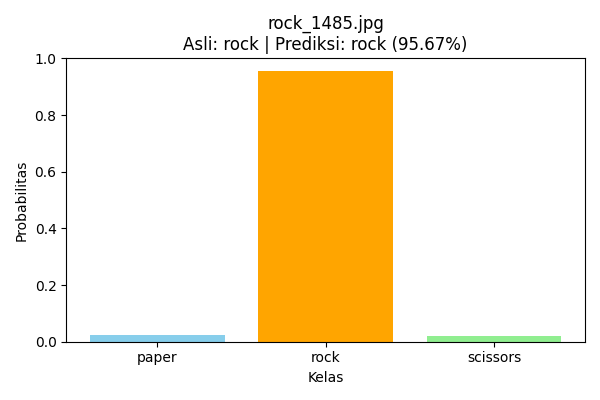 rock_1485.jpg
Asli: rock | Prediksi: rock (95.67%)
1.0
0.8
0.6
0.4
0.2
0.0
Probabilitas
paper
rock
scissors
Kelas